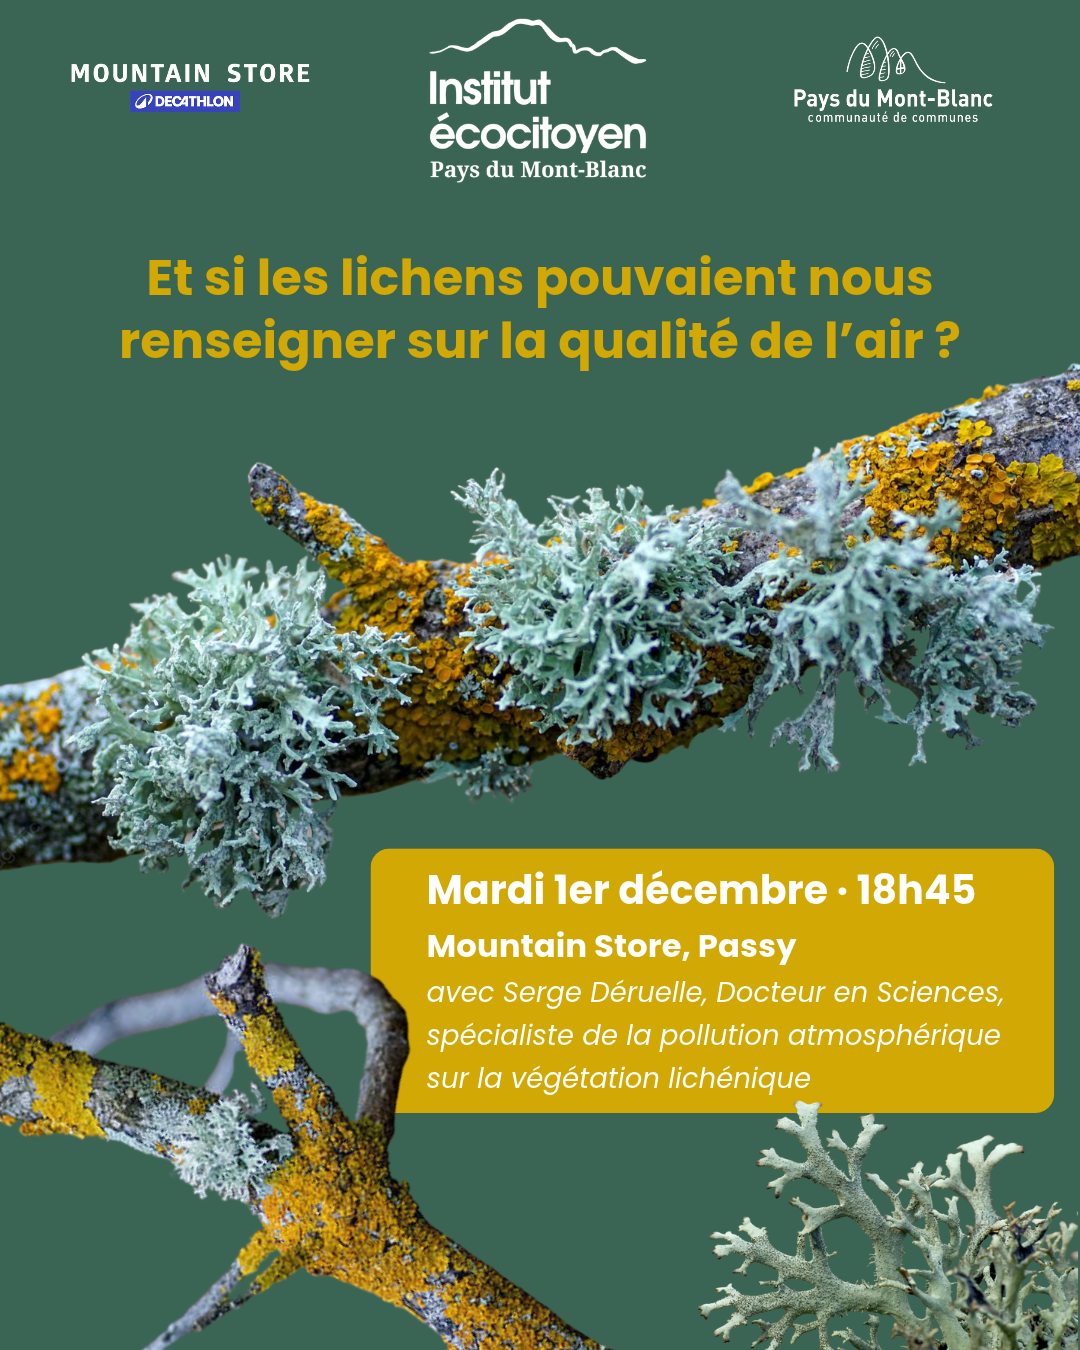 MOUNTAIN STORE
DECATHLON
Institut
écocitoyen
Pays du Mont-Blanc
Pays du Mont-Blanc
communauté de communes
Et si les lichens pouvaient nous
renseigner sur la qualité de l’air ?
Mardi 1er décembre · 18h45
Mountain Store, Passy
avec Serge Déruelle, Docteur en Sciences,
spécialiste de la pollution atmosphérique
sur la végétation lichénique